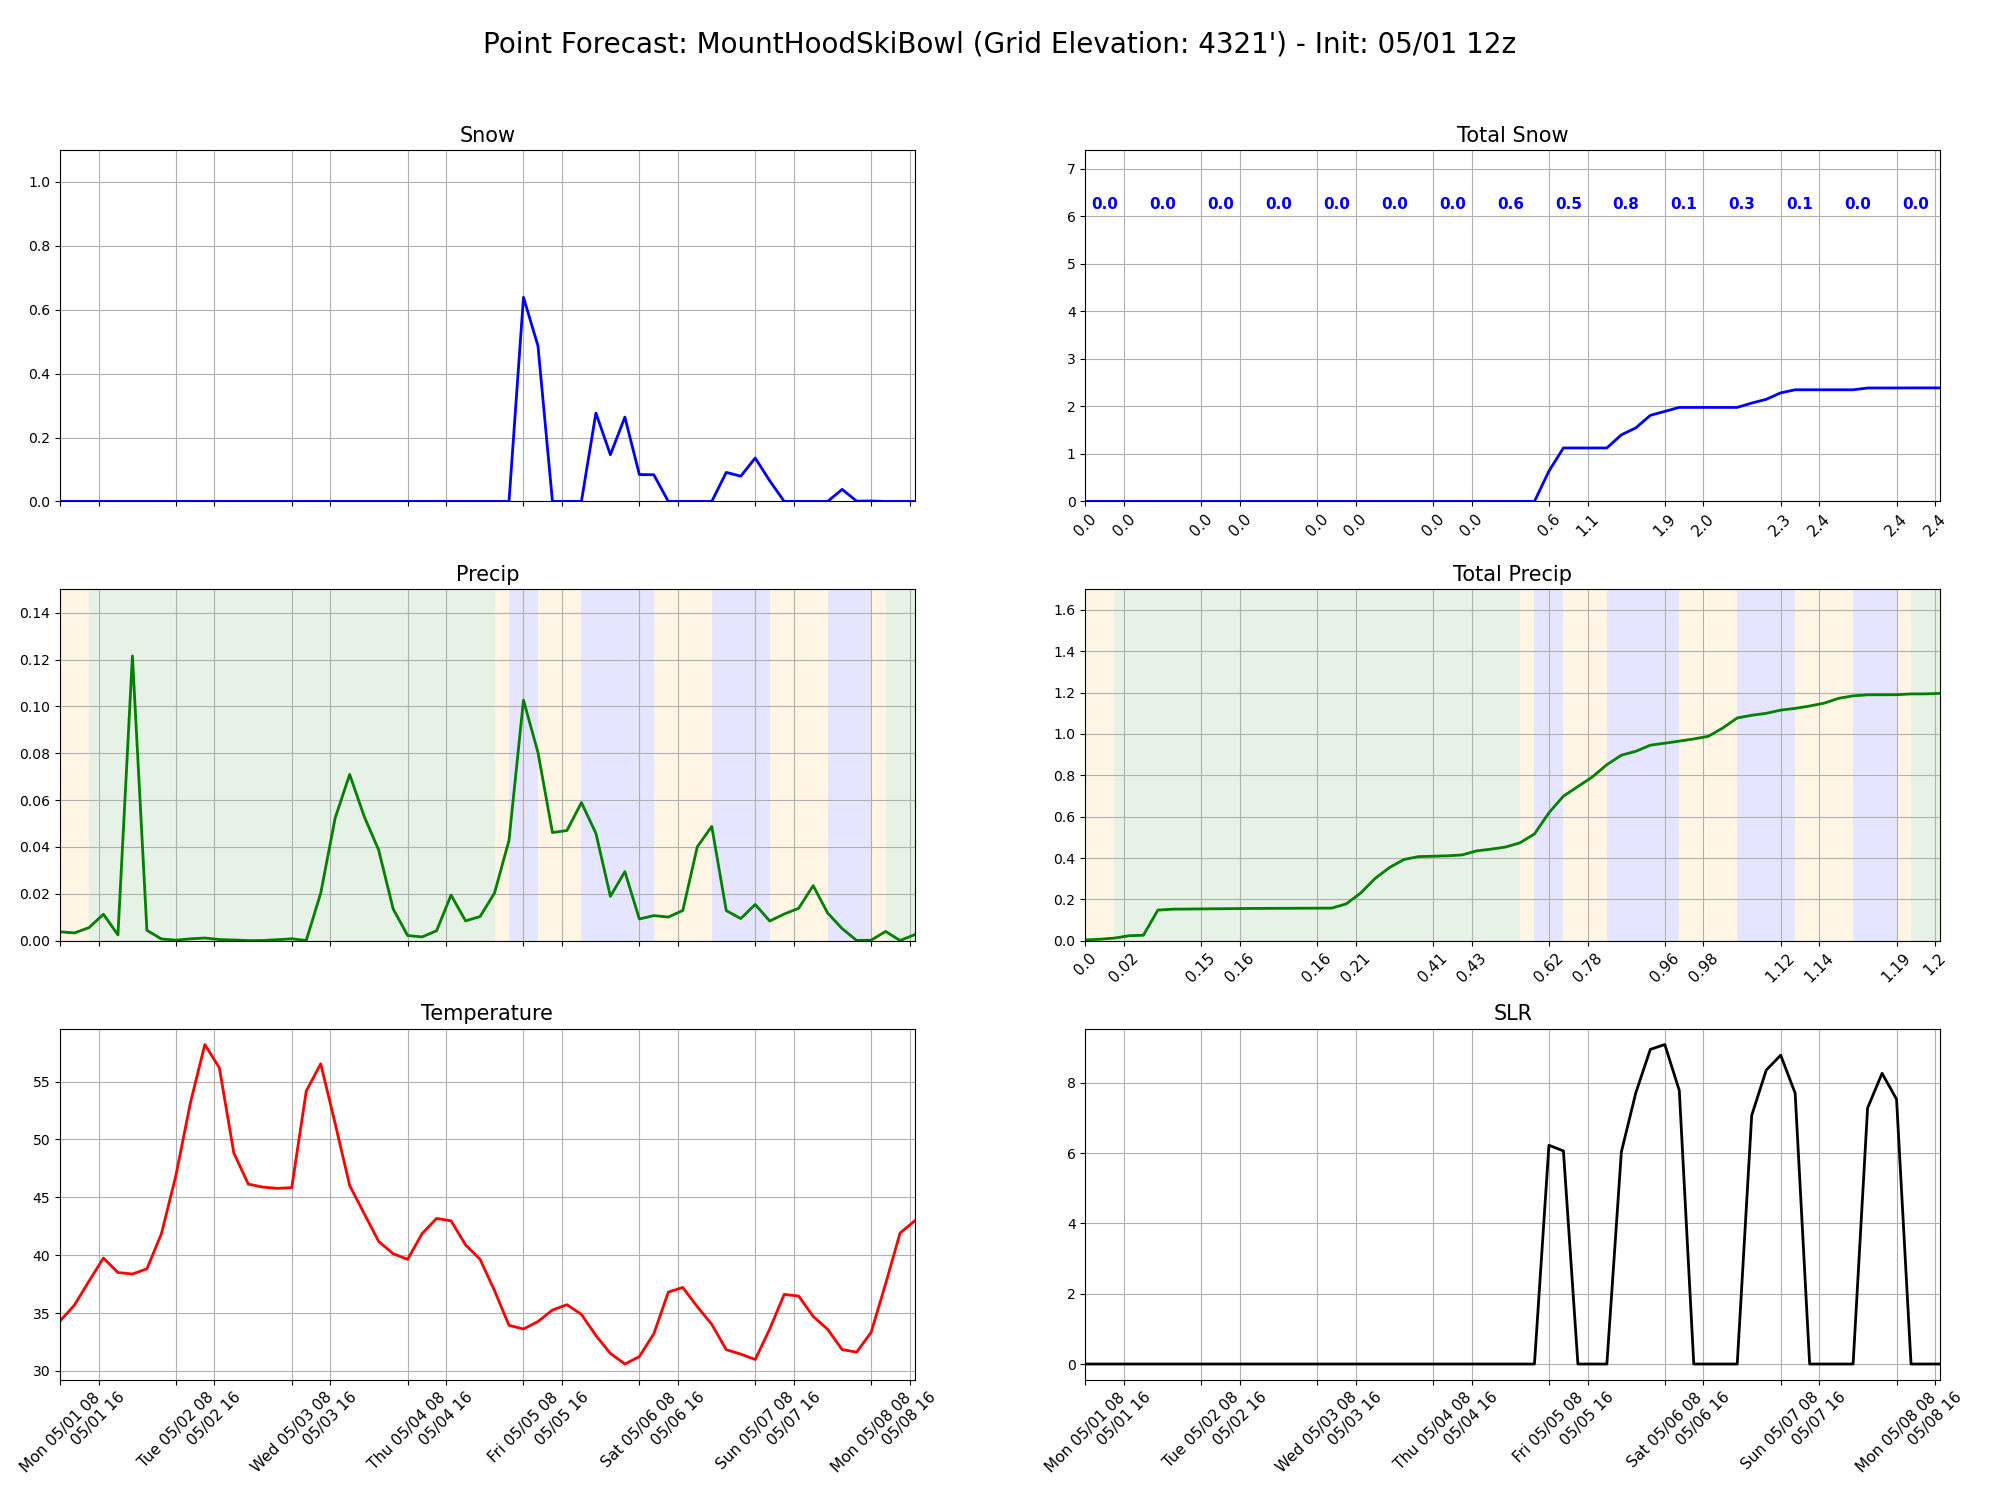 Point Forecast: MountHoodSkiBowl (Grid Elevation: 4321') - Init: 05/01 12z
Snow
1.0
0.8
0.6
0.4
0.2
0.0
Total Snow
7
6
5
4
3
2
1
0
0.0 0.0 0.0 0.0 0.0 0.0 0.0 0.6 0.5 0.8 0.1 0.3 0.1 0.0 0.0
0.0 0.0 0.0 0.0 0.0 0.0 0.0 0.0 0.6 1.1 1.9 2.0 2.3 2.4 2.4 2.4
Precip
0.14
0.12
0.10
0.08
0.06
0.04
0.02
0.00
Total Precip
1.6
1.4
1.2
1.0
0.8
0.6
0.4
0.2
0.0
0.0 0.02 0.15 0.16 0.16 0.21 0.41 0.43 0.62 0.78 0.96 0.98 1.12 1.14 1.19 1.2
Temperature
55
50
45
40
35
30
Mon 05/01 08
05/01 16
Tue 05/02 08
05/02 16
Wed 05/03 08
05/03 16
Thu 05/04 08
05/04 16
Fri 05/05 08
05/05 16
Sat 05/06 08
05/06 16
Sun 05/07 08
05/07 16
Mon 05/08 08
05/08 16
SLR
8
6
4
2
0
Mon 05/01 08
05/01 16
Tue 05/02 08
05/02 16
Wed 05/03 08
05/03 16
Thu 05/04 08
05/04 16
Fri 05/05 08
05/05 16
Sat 05/06 08
05/06 16
Sun 05/07 08
05/07 16
Mon 05/08 08
05/08 16